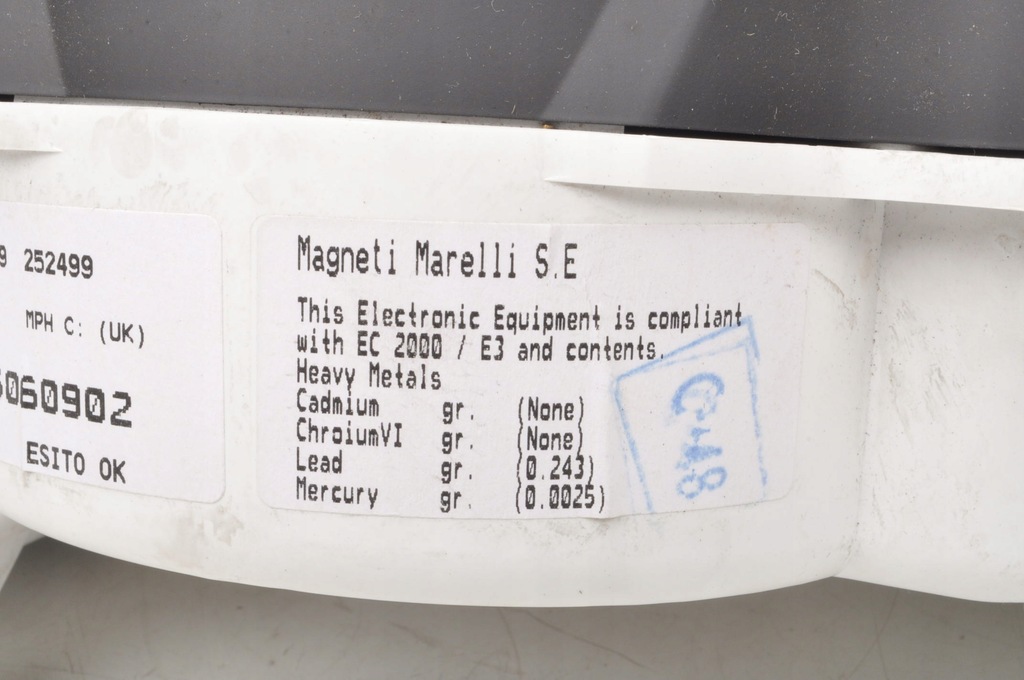 9 252499
MPH C: (UK)
060902
ESITO OK
Magneti Marelli S.E
This Electronic Equipment is compliant
with EC 2000 / E3 and contents.
Heavy Metals
Cadmium gr. (None)
ChroiumVI gr. (None)
Lead gr. (0.243)
Mercury gr. (0.0025)